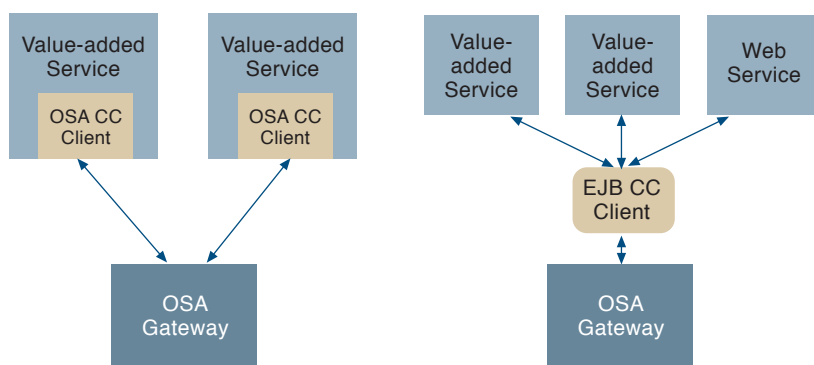 Value-added
Service
OSA CC
Client
Value-added
Service
OSA CC
Client
OSA
Gateway
Value-
added
Service
Value-
added
Service
Web
Service
EJB CC
Client
OSA
Gateway